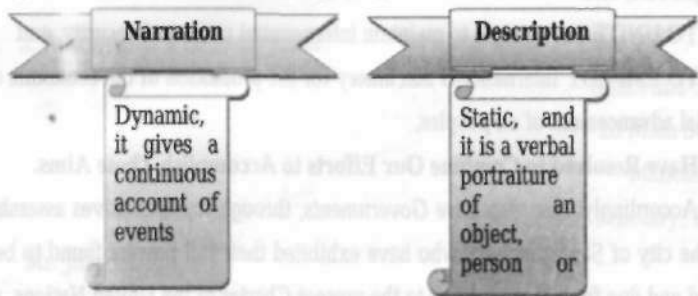 Narration
Dynamic,
it gives a
continuous
account of
events
Description
Static, and
it is a verbal
portraiture
of an
object,
person or